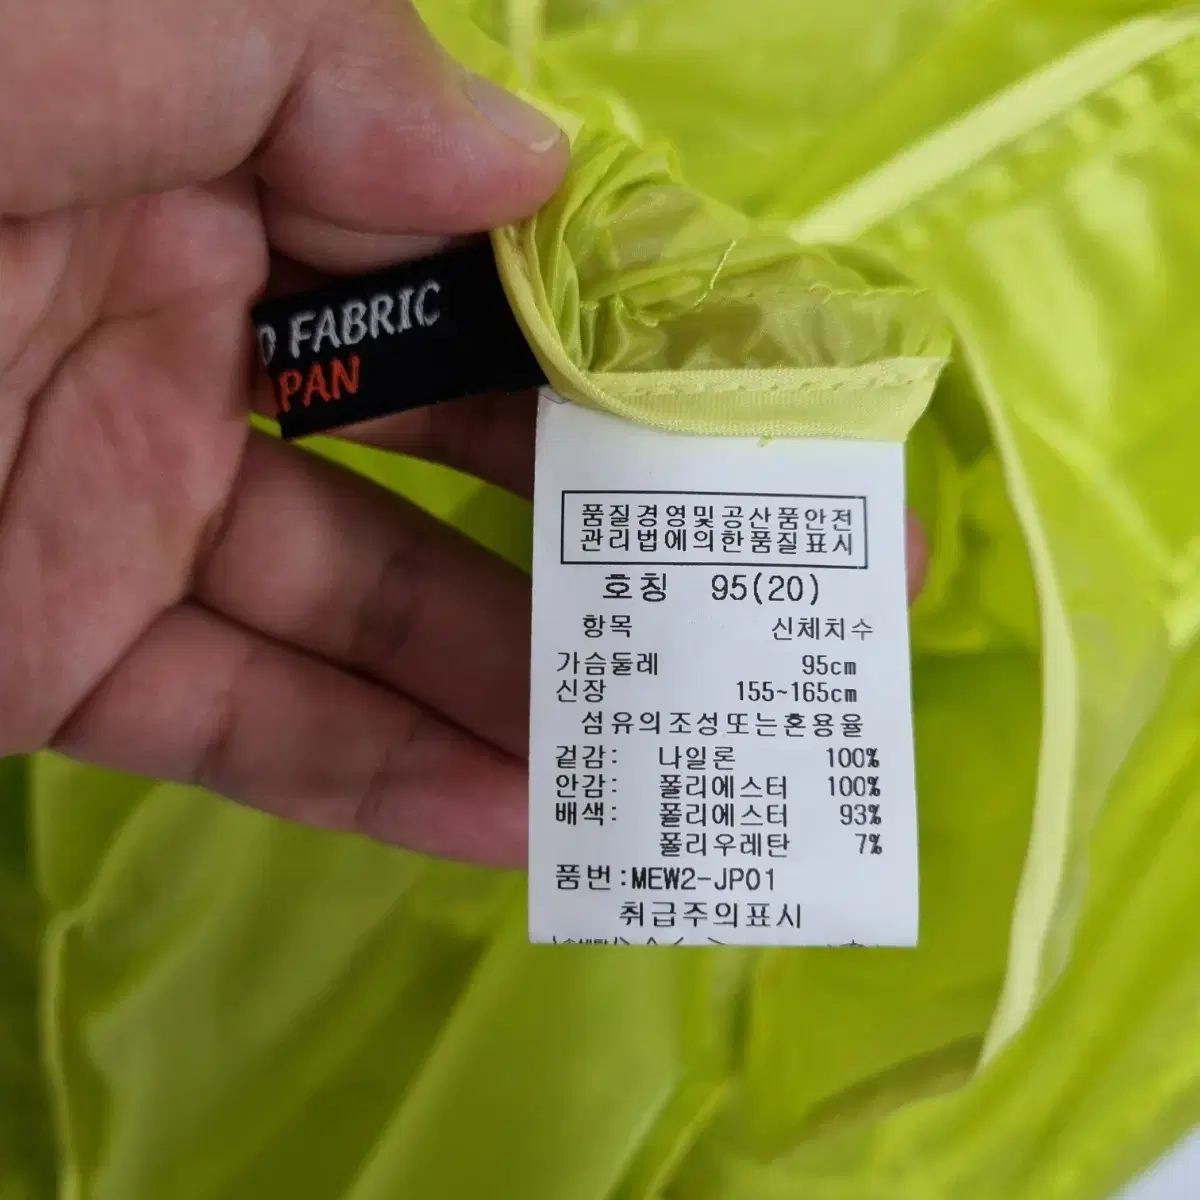 FABRIC
품질경영및공산품안전
관리법에의한품질표시
호칭 95(20)
항목 신체치수
가슴둘레 95cm
신장 155~165cm
섬유의조성또는혼용율
겉감: 나일론 100%
안감: 폴리에스터 100%
배색: 폴리에스터 93%
폴리우레탄 7%
품번:MEW2-JP01
취급주의표시